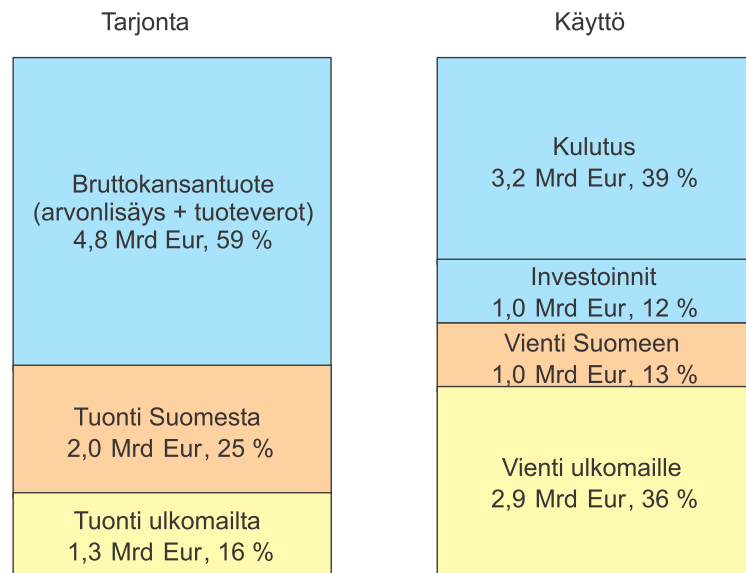 Tarjonta
Bruttokansantuote
(arvonlisäys + tuoteverot)
4,8 Mrd Eur, 59 %
Tuonti Suomesta
2,0 Mrd Eur, 25 %
Tuonti ulkomailta
1,3 Mrd Eur, 16 %
Käyttö
Kulutus
3,2 Mrd Eur, 39 %
Investoinnit
1,0 Mrd Eur, 12 %
Vienti Suomeen
1,0 Mrd Eur, 13 %
Vienti ulkomaille
2,9 Mrd Eur, 36 %